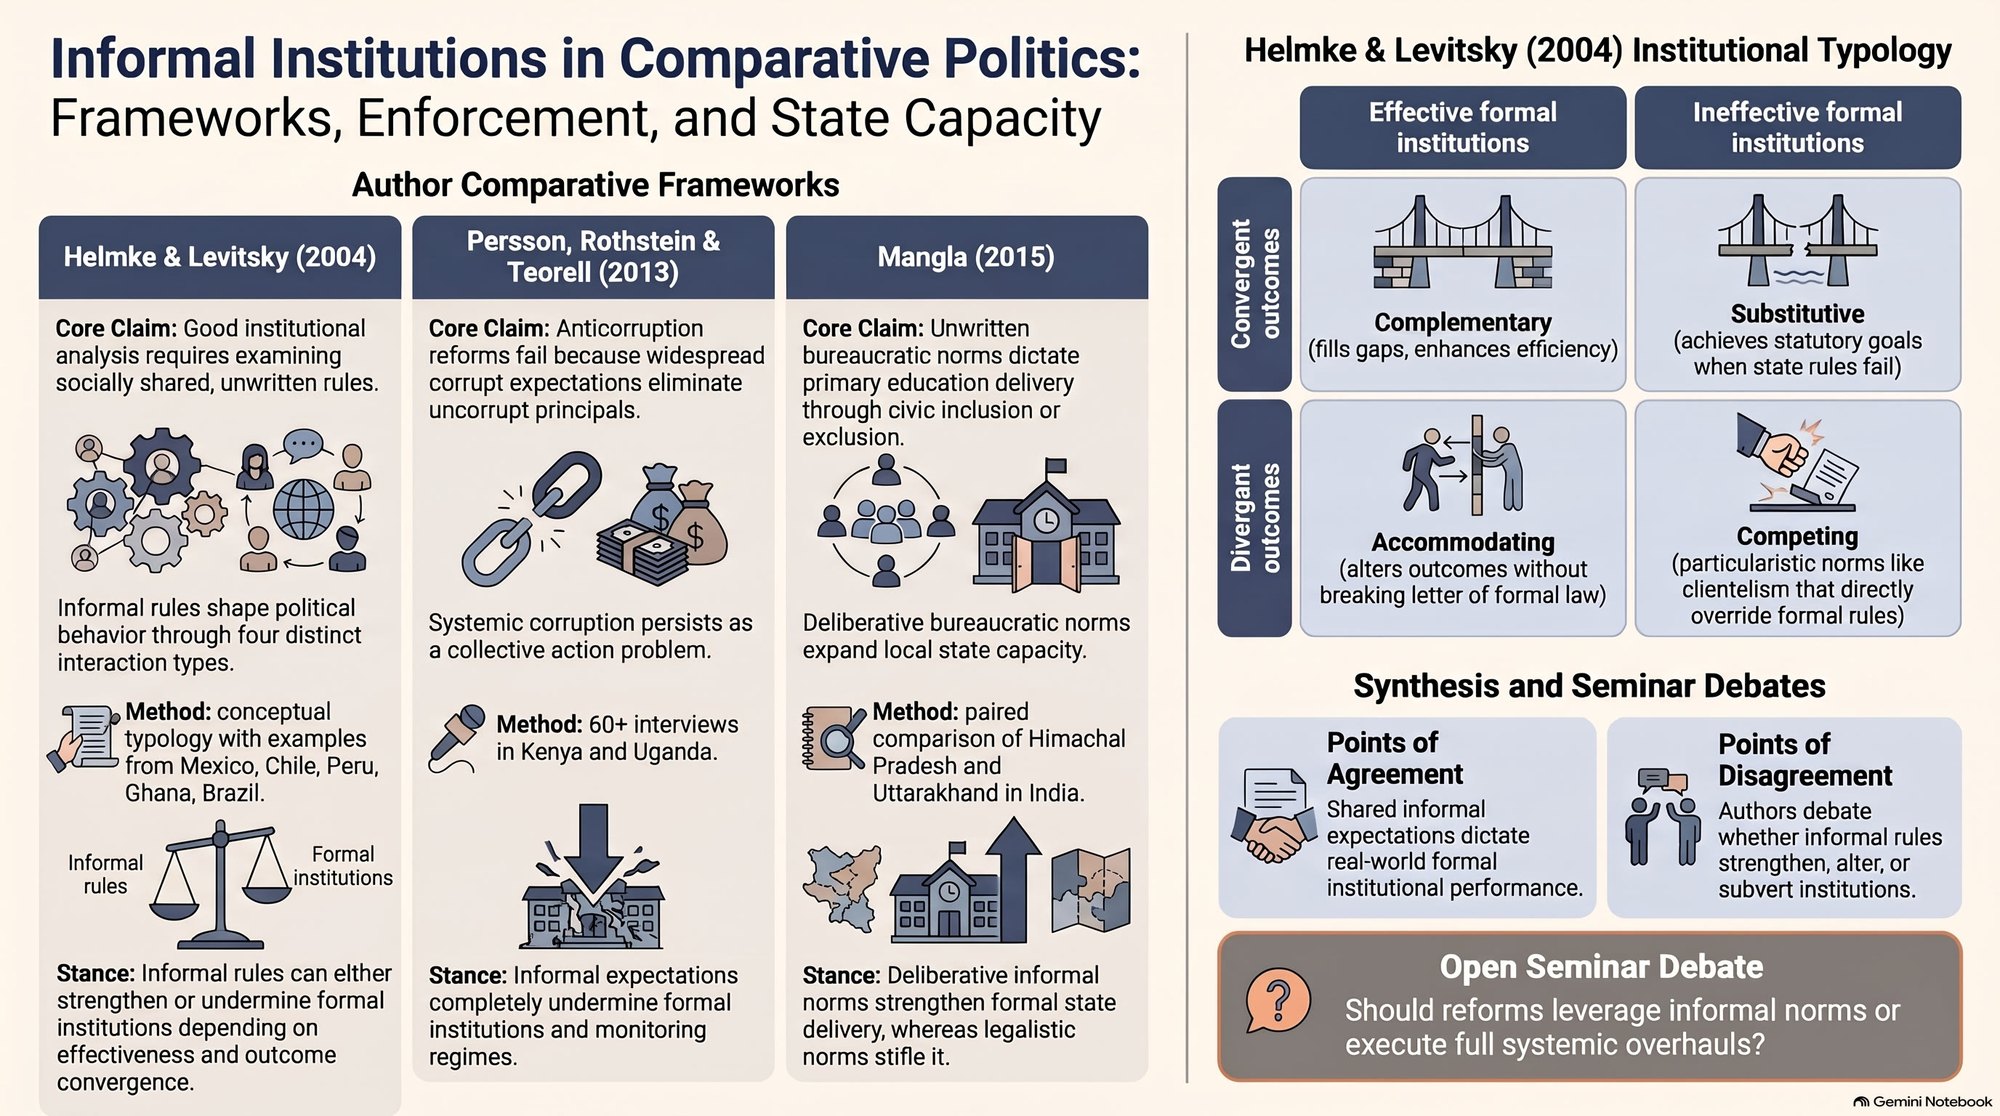 Informal Institutions in Comparative Politics:
Frameworks, Enforcement, and State Capacity
Author Comparative Frameworks
Helmke & Levitsky (2004)
Core Claim: Good institutional
analysis requires examining
socially shared, unwritten rules.
Informal rules shape political
behavior through four distinct
interaction types.
Method: conceptual
typology with examples
from Mexico, Chile, Peru,
Ghana, Brazil.
Informal
rules
Formal
institutions
Stance: Informal rules can elther
strengthen or undermine formal
institutions depending on
effectiveness and outcome
convergence.
Persson, Rothstein &
Teorell (2013)
Core Claim: Anticorruption
reforms fail because widespread
corrupt expectations eliminate
uncorrupt principals.
$
$
Systemic corruption persists as
a collective action problem.
Method: 60+ interviews
in Kenya and Uganda.
Stance: Informal expectations
completely undermine formal
institutions and monitoring
regimes.
Mangla (2015)
Core Claim: Unwritten
bureaucratic norms dictate
primary education delivery
through civic inclusion or
exclusion.
Deliberative bureaucratic norms
expand local state capacity.
Method: paired
comparison of Himachal
Pradesh and
Uttarakhand in India.
Stance: Deliberative informal
norms strengthen formal state
delivery, whereas legalistic
norms stifle it.
Helmke & Levitsky (2004) Institutional Typology
Effective formal
institutions
Ineffective formal
institutions
Convergent
outcomes
Complementary
(fills gaps, enhances efficiency)
Substitutive
(achieves statutory goals
when state rules fail)
Divergant
outcomes
Accommodating
(alters outcomes without
breaking letter of formal law)
Competing
(particularistic norms like
clientelism that directly
override formal rules)
Synthesis and Seminar Debates
Points of
Agreement
Shared informal
expectations dictate
real-world formal
institutional performance.
Points of
Disagreement
Authors debate
whether informal rules
strengthen, alter, or
subvert institutions.
?
Open Seminar Debate
Should reforms leverage informal norms or
execute full systemic overhauls?
Gemini Notebook